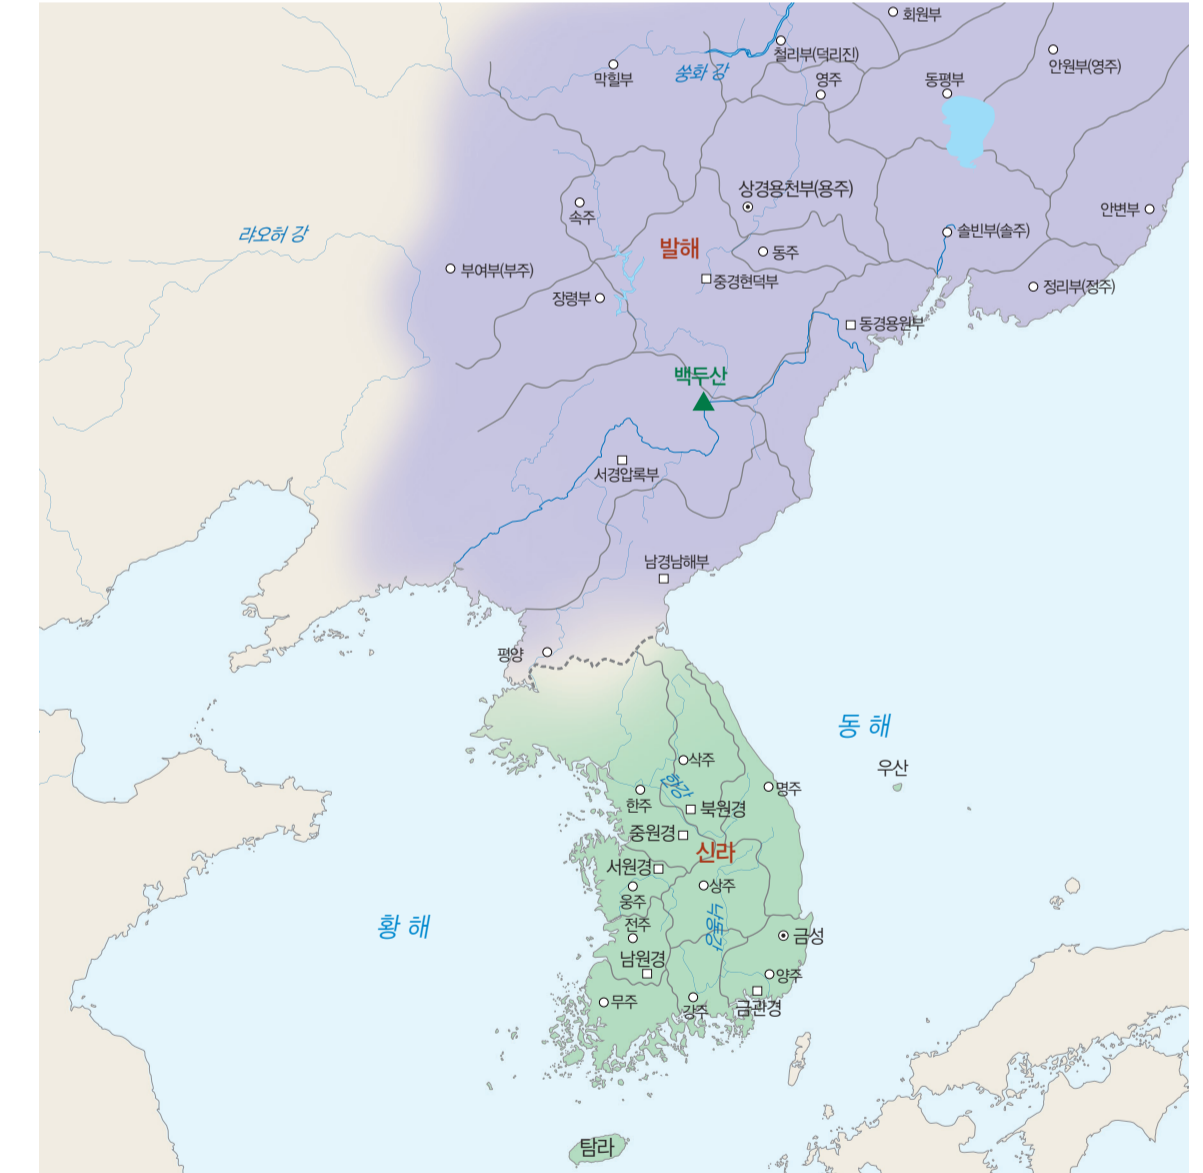 회원부
철리부(덕리진)
안원부(영주)
쑹화 강
막힐부
영주
동평부
상경용천부(용주)
속주
안변부
랴오허 강
발해
솔빈부(솔주)
동주
부여부(부주)
중경현덕부
장령부
정리부(정주)
동경용원부
백두산
서경압록부
남경남해부
평양
동 해
삭주
우산
한강
명주
한주
북원경
중원경
신라
서원경
상주
웅주
전주
낙동강
황 해
금성
남원경
양주
무주
강주
금관경
탐라